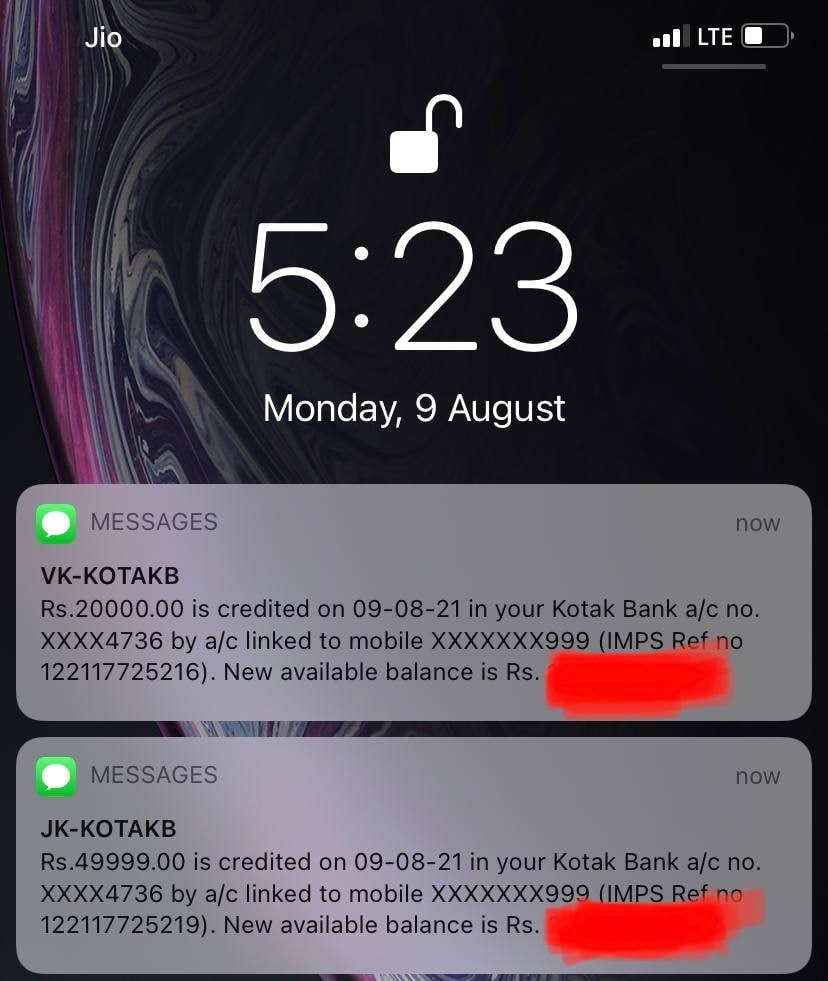 Jio
LTE
5:23
Monday, 9 August
MESSAGES
now
VK-KOTAKB
Rs.20000.00 is credited on 09-08-21 in your Kotak Bank a/c no.
XXXX4736 by a/c linked to mobile XXXXXXX999 (IMPS Ref no
122117725216). New available balance is Rs.
MESSAGES
now
JK-KOTAKB
Rs.49999.00 is credited on 09-08-21 in your Kotak Bank a/c no.
XXXX4736 by a/c linked to mobile XXXXXXX999 (IMPS Ref no
122117725219). New available balance is Rs.